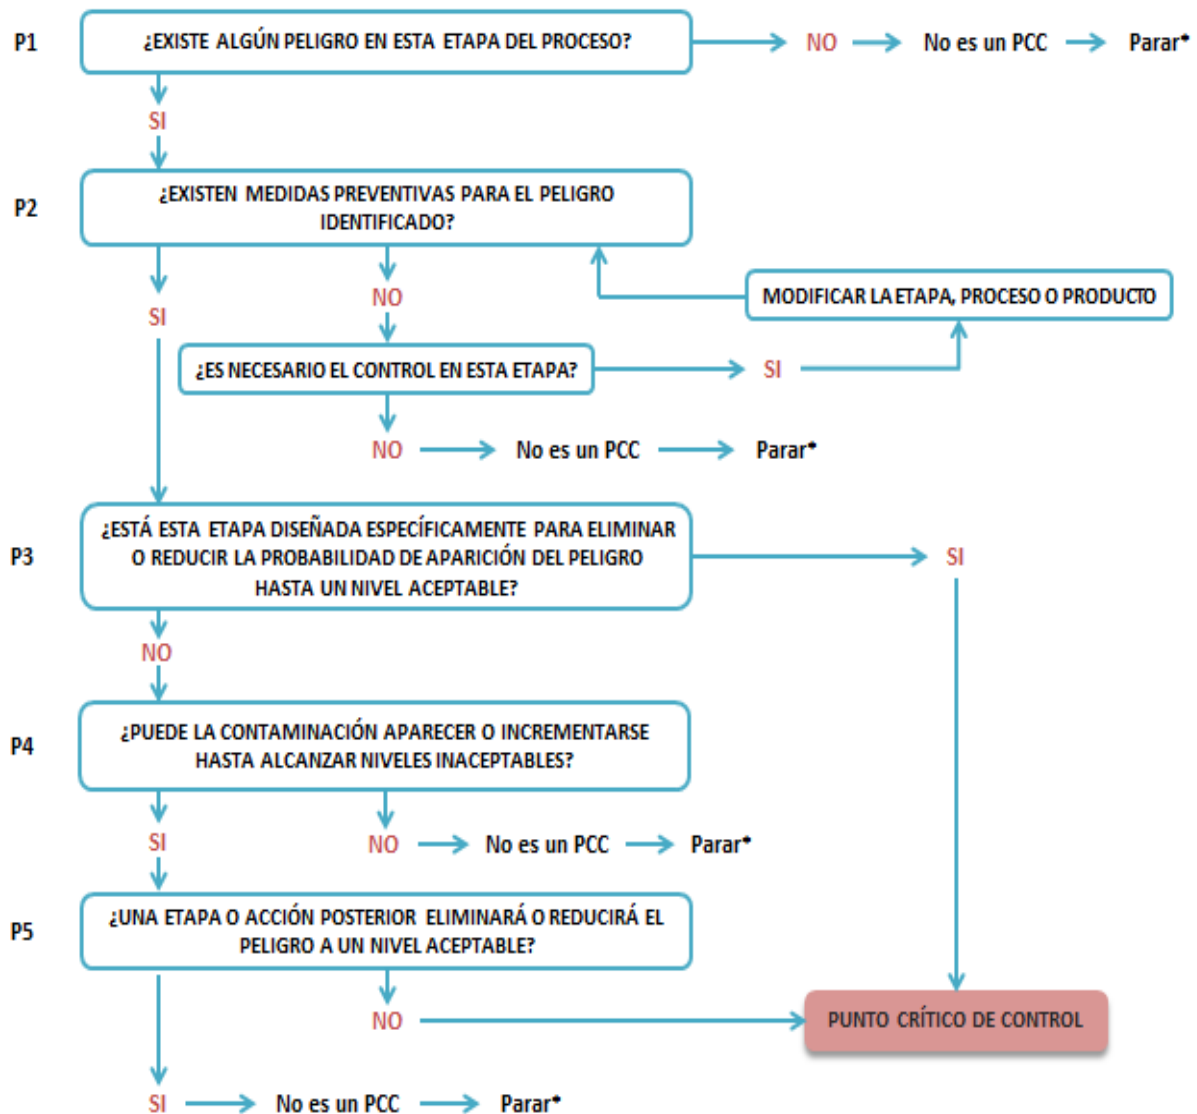 P1
¿EXISTE ALGÚN PELIGRO EN ESTA ETAPA DEL PROCESO?
NO
No es un PCC
Parar*
SI
P2
¿EXISTEN MEDIDAS PREVENTIVAS PARA EL PELIGRO
IDENTIFICADO?
NO
MODIFICAR LA ETAPA, PROCESO O PRODUCTO
SI
¿ES NECESARIO EL CONTROL EN ESTA ETAPA?
SI
NO
No es un PCC
Parar*
P3
¿ESTÁ ESTA ETAPA DISEÑADA ESPECÍFICAMENTE PARA ELIMINAR
O REDUCIR LA PROBABILIDAD DE APARICIÓN DEL PELIGRO
HASTA UN NIVEL ACEPTABLE?
SI
NO
P4
¿PUEDE LA CONTAMINACIÓN APARECER O INCREMENTARSE
HASTA ALCANZAR NIVELES INACEPTABLES?
SI
NO
No es un PCC
Parar*
P5
¿UNA ETAPA O ACCIÓN POSTERIOR ELIMINARÁ O REDUCIRÁ EL
PELIGRO A UN NIVEL ACEPTABLE?
NO
PUNTO CRÍTICO DE CONTROL
SI
No es un PCC
Parar*